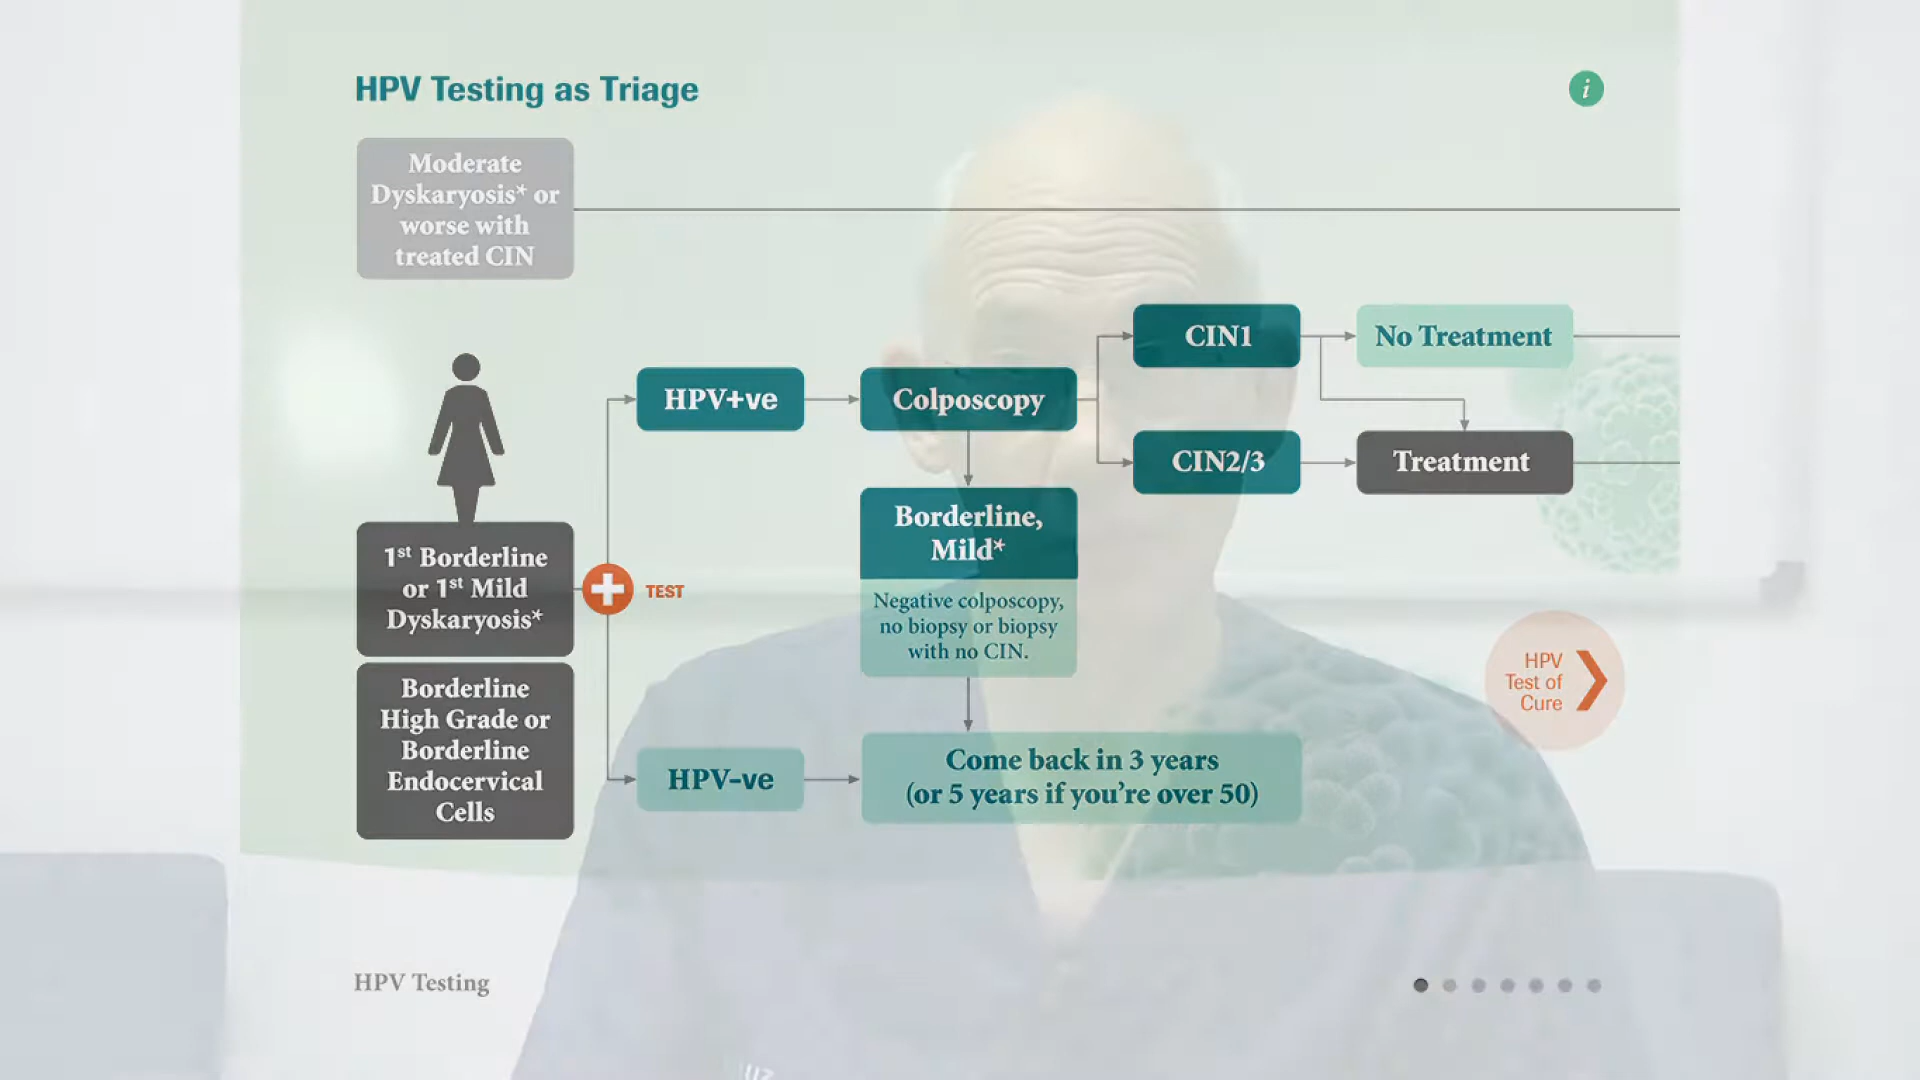 HPV Testing as Triage
i
Moderate
Dyskaryosis* or
worse with
treated CIN
CIN1
No Treatment
HPV+ve
Colposcopy
CIN2/3
Treatment
Borderline,
Mild*
Negative colposcopy,
no biopsy or biopsy
with no CIN.
1st Borderline
or 1st Mild
Dyskaryosis*
TEST
Borderline
High Grade or
Borderline
Endocervical
Cells
HPV
Test of
Cure
HPV–ve
Come back in 3 years
(or 5 years if you're over 50)
HPV Testing